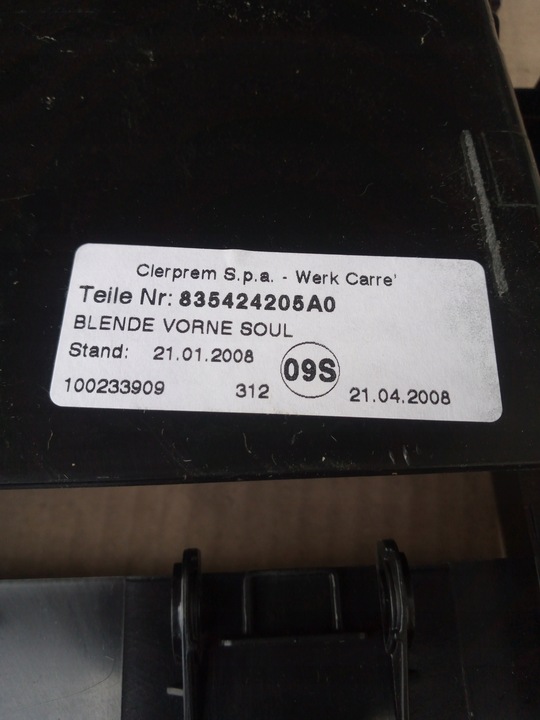 Clerprem S.p.a. - Werk Carre'
Teile Nr: 835424205A0
BLENDE VORNE SOUL
Stand: 21.01.2008 09S
100233909 312 21.04.2008